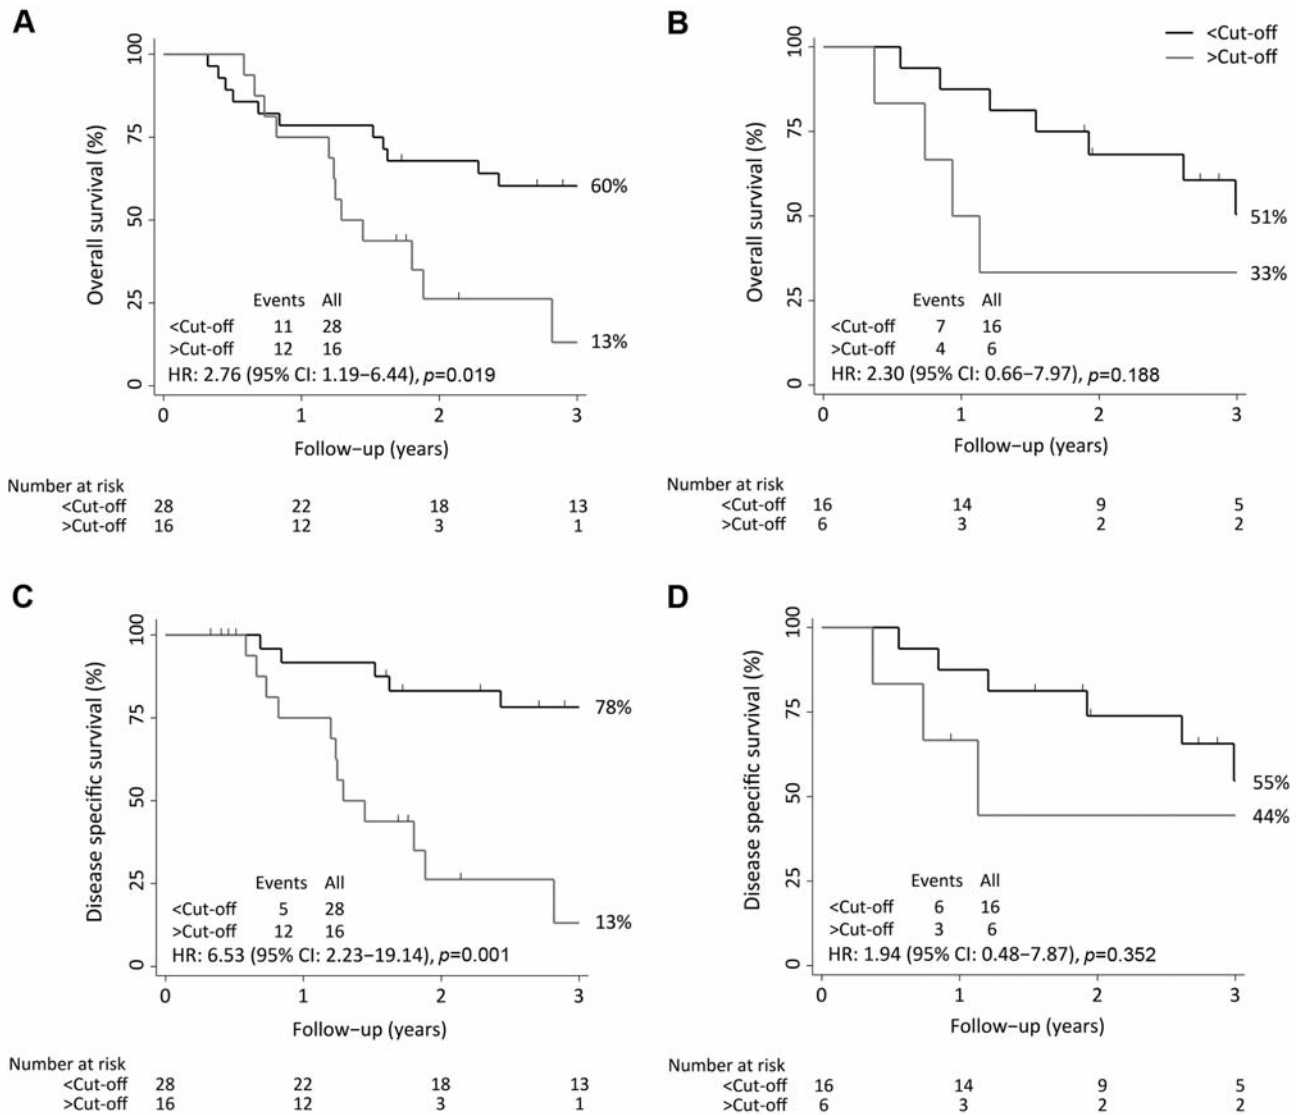 A
Overall survival (%)
100
75
50
25
0
60%
13%
Events All
<Cut-off 11 28
>Cut-off 12 16
HR: 2.76 (95% CI: 1.19–6.44), p=0.019
0 1 2 3
Follow–up (years)
Number at risk
<Cut-off 28 22 18 13
>Cut-off 16 12 3 1
B
<Cut-off
>Cut-off
Overall survival (%)
100
75
50
25
0
51%
33%
Events All
<Cut-off 7 16
>Cut-off 4 6
HR: 2.30 (95% CI: 0.66–7.97), p=0.188
0 1 2 3
Follow–up (years)
Number at risk
<Cut-off 16 14 9 5
>Cut-off 6 3 2 2
C
Disease specific survival (%)
100
75
50
25
0
78%
13%
Events All
<Cut-off 5 28
>Cut-off 12 16
HR: 6.53 (95% CI: 2.23–19.14), p=0.001
0 1 2 3
Follow–up (years)
Number at risk
<Cut-off 28 22 18 13
>Cut-off 16 12 3 1
D
Disease specific survival (%)
100
75
50
25
0
55%
44%
Events All
<Cut-off 6 16
>Cut-off 3 6
HR: 1.94 (95% CI: 0.48–7.87), p=0.352
0 1 2 3
Follow–up (years)
Number at risk
<Cut-off 16 14 9 5
>Cut-off 6 3 2 2